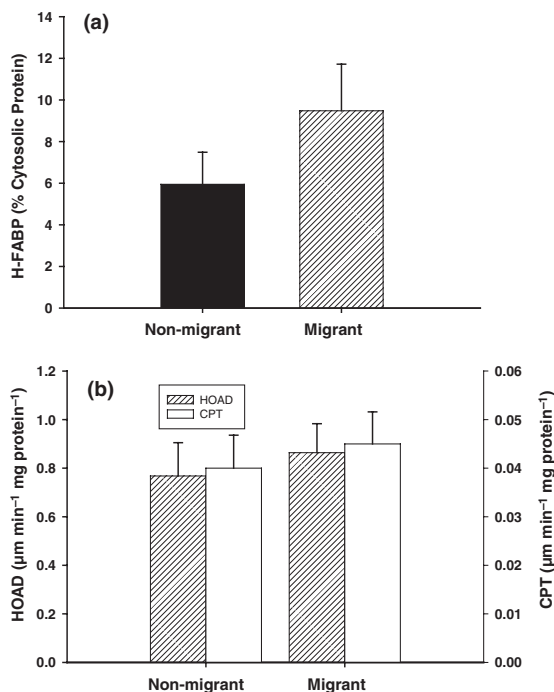 (a)
14
12
10
8
6
4
2
0
H-FABP (% Cytosolic Protein)
Non-migrant Migrant
(b)
HOAD
CPT
1.2
1.0
0.8
0.6
0.4
0.2
0.0
HOAD (µm min⁻¹ mg protein⁻¹)
0.06
0.05
0.04
0.03
0.02
0.01
0.00
CPT (µm min⁻¹ mg protein⁻¹)
Non-migrant Migrant